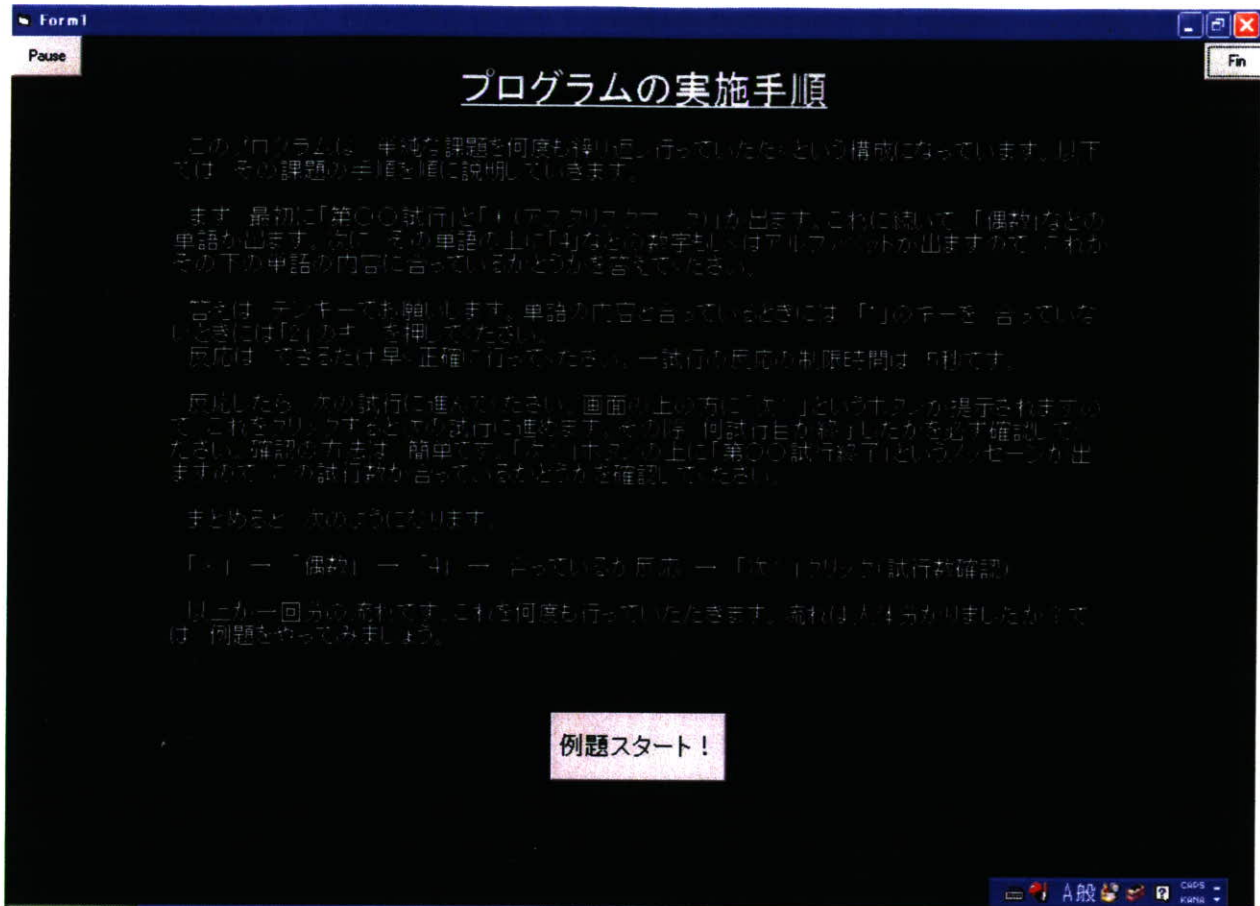 Form1
Pause
Fin
プログラムの実施手順
このプログラムは 単純な課題を何度も繰り返し行っていただくという構成になっています。以下
では その課題の手順を順に説明していきます。
まず 最初に「第〇〇試行」と「*(アスタリスクマーク)」が出ます。これに続いて 「偶数」などの
単語が出ます。次に その単語の上に「4」などの数字もしくはアルファベットが出ますので これが
その下の単語の内容に合っているかどうかを答えてください。
答えは テンキーでお願いします。単語の内容と合っているときには 「1」のキーを 合っていな
いときには「2」のキーを押してください。
反応は できるだけ早く正確に行ってください。一試行の反応の制限時間は 5秒です。
反応したら 次の試行に進んでください。画面の上の方に「次へ」というボタンが提示されますの
で これをクリックすると次の試行に進めます。その際 何試行目が終了したかを必ず確認して
ください。確認の方法は 簡単です。「次へ」ボタンの上に「第〇〇試行終了」というメッセージが出
ますので この試行数が合っているかどうかを確認してください。
まとめると 次のようになります。
「*」 → 「偶数」 → 「4」 → 合っているか反応 → 「次へ」クリック(試行数確認)
以上が一回分の流れです。これを何度も行っていただきます。流れは大体分かりましたか?で
は 例題をやってみましょう。
例題スタート!
A般
CAPS
KANA